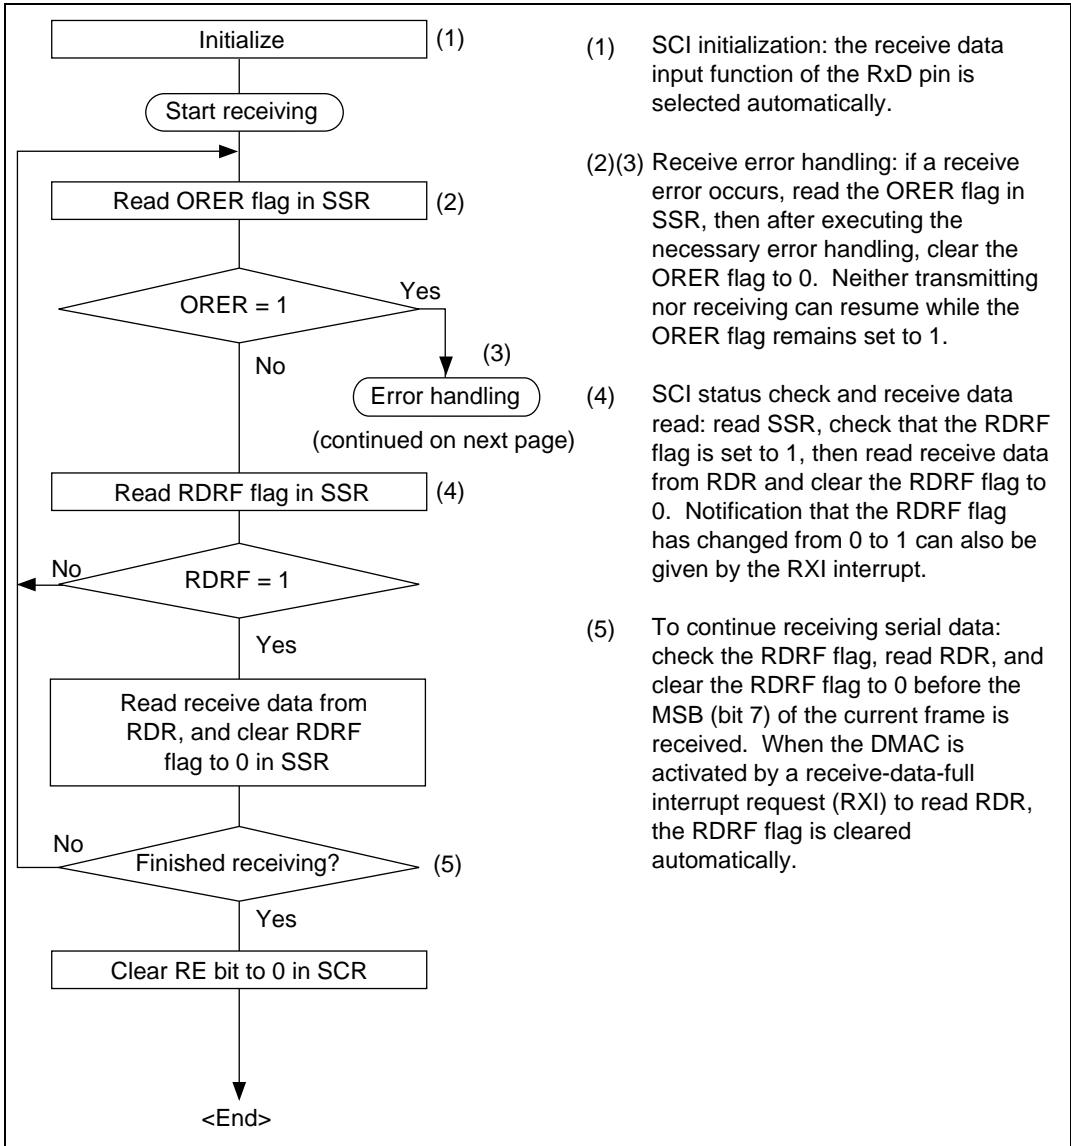 Initialize
(1)
Start receiving
Read ORER flag in SSR
(2)
ORER = 1
Yes
No
(3)
Error handling
(continued on next page)
Read RDRF flag in SSR
(4)
No
RDRF = 1
Yes
Read receive data from
RDR, and clear RDRF
flag to 0 in SSR
No
Finished receiving?
(5)
Yes
Clear RE bit to 0 in SCR
<End>
(1) SCI initialization: the receive data
input function of the RxD pin is
selected automatically.
(2)(3) Receive error handling: if a receive
error occurs, read the ORER flag in
SSR, then after executing the
necessary error handling, clear the
ORER flag to 0. Neither transmitting
nor receiving can resume while the
ORER flag remains set to 1.
(4) SCI status check and receive data
read: read SSR, check that the RDRF
flag is set to 1, then read receive data
from RDR and clear the RDRF flag to
0. Notification that the RDRF flag
has changed from 0 to 1 can also be
given by the RXI interrupt.
(5) To continue receiving serial data:
check the RDRF flag, read RDR, and
clear the RDRF flag to 0 before the
MSB (bit 7) of the current frame is
received. When the DMAC is
activated by a receive-data-full
interrupt request (RXI) to read RDR,
the RDRF flag is cleared
automatically.